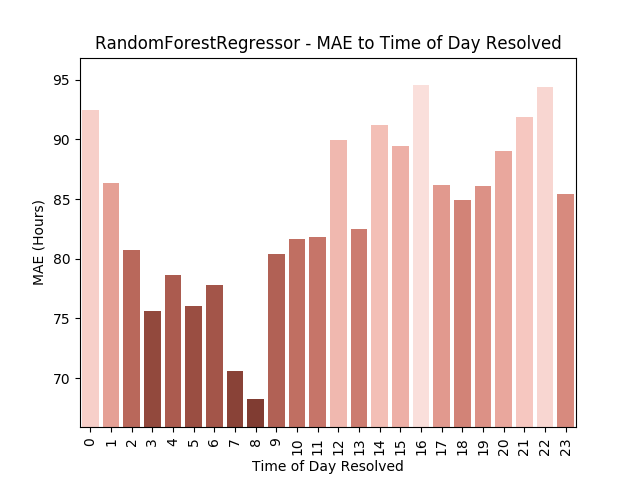 RandomForestRegressor - MAE to Time of Day Resolved
95
90
85
80
75
70
MAE (Hours)
0 1 2 3 4 5 6 7 8 9 10 11 12 13 14 15 16 17 18 19 20 21 22 23
Time of Day Resolved